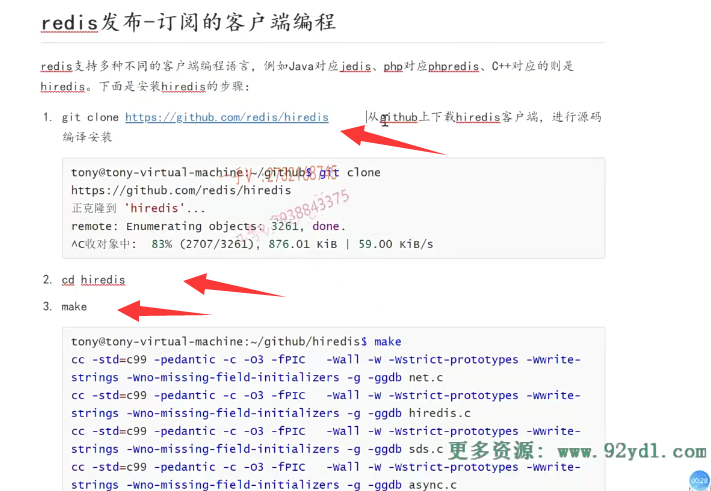 redis发布-订阅的客户端编程
redis支持多种不同的客户端编程语言，例如Java对应jedis、php对应phpredis、C++对应的则是
hiredis。下面是安装hiredis的步骤：
1. git clone https://github.com/redis/hiredis 从github上下载hiredis客户端，进行源码
编译安装
tony@tony-virtual-machine:~/github$ git clone
https://github.com/redis/hiredis
正克隆到 'hiredis'...
remote: Enumerating objects: 3261, done.
^C收对象中: 83% (2707/3261), 876.01 KiB | 59.00 KiB/s
2. cd hiredis
3. make
tony@tony-virtual-machine:~/github/hiredis$ make
cc -std=c99 -pedantic -c -O3 -fPIC -Wall -W -Wstrict-prototypes -Wwrite-
strings -Wno-missing-field-initializers -g -ggdb net.c
cc -std=c99 -pedantic -c -O3 -fPIC -Wall -W -Wstrict-prototypes -Wwrite-
strings -Wno-missing-field-initializers -g -ggdb hiredis.c
cc -std=c99 -pedantic -c -O3 -fPIC -Wall -W -Wstrict-prototypes -Wwrite-
strings -Wno-missing-field-initializers -g -ggdb sds.c
更多资源: www.92ydl.com
cc -std=c99 -pedantic -c -O3 -fPIC -Wall -W -Wstrict-prototypes -Wwrite-
strings -Wno-missing-field-initializers -g -ggdb async.c
00:28